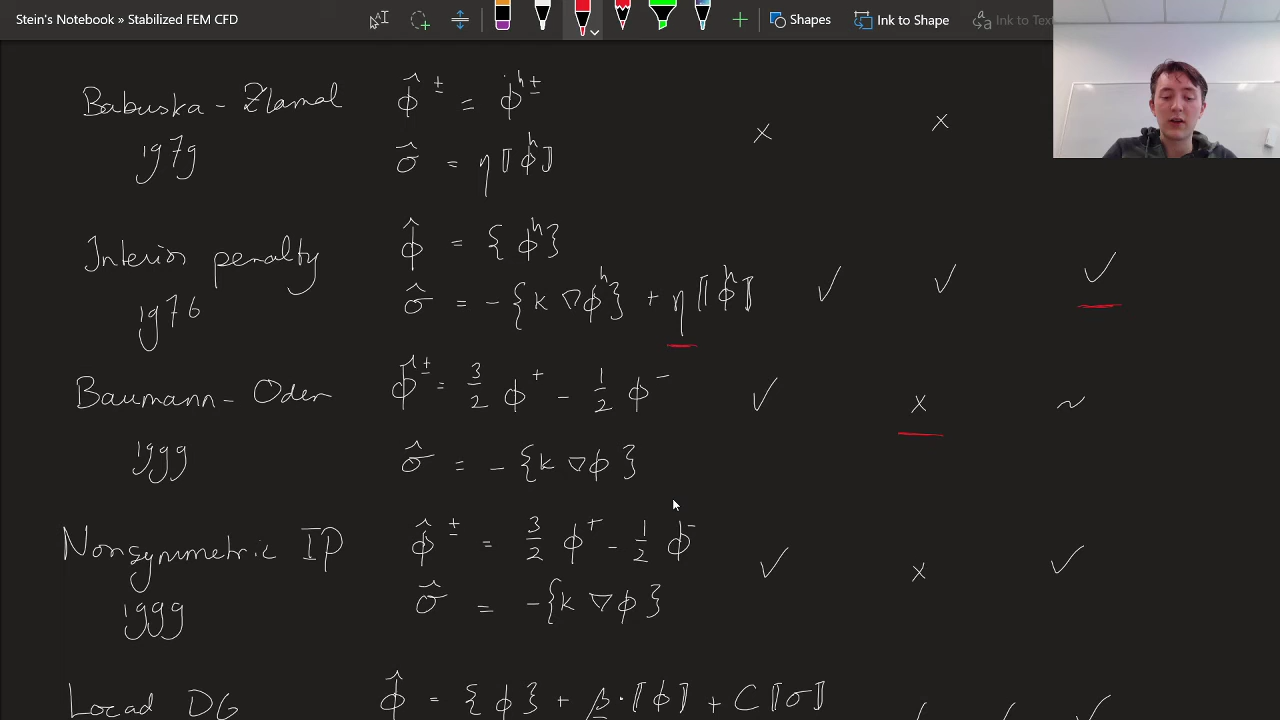 Stein's Notebook » Stabilized FEM CFD
Shapes
Ink to Shape
Ink to Text
Babuska - Zlamal
1979
φ̂± = φʰ±
σ̂ = η⟦φʰ⟧
x x
Interior penalty
1976
φ̂ = {φʰ}
σ̂ = -{k ∇φʰ} + η⟦φʰ⟧
✓ ✓ ✓
Baumann - Oden
1999
φ̂± = 3/2 φ⁺ - 1/2 φ⁻
σ̂ = -{k ∇φ}
✓ x ~
Nonsymmetric IP
1999
φ̂± = 3/2 φ⁺ - 1/2 φ⁻
σ̂ = -{k ∇φ}
✓ x ✓
Local DG
φ̂ = {φ} + β·⟦φ⟧ + C⟦σ⟧